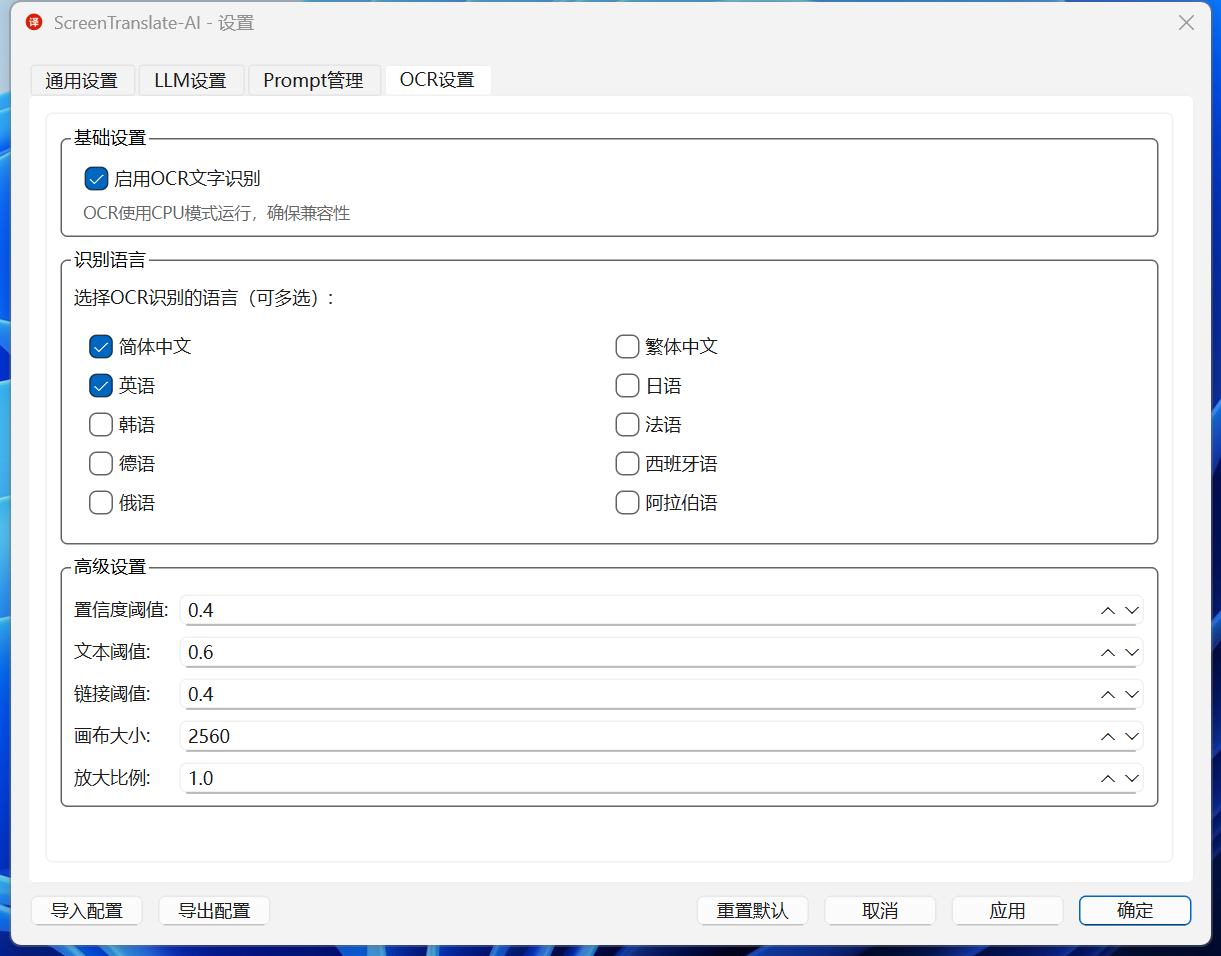 译 ScreenTranslate-AI - 设置
通用设置 LLM设置 Prompt管理 OCR设置
基础设置
启用OCR文字识别
OCR使用CPU模式运行，确保兼容性
识别语言
选择OCR识别的语言（可多选）:
简体中文 繁体中文
英语 日语
韩语 法语
德语 西班牙语
俄语 阿拉伯语
高级设置
置信度阈值: 0.4
文本阈值: 0.6
链接阈值: 0.4
画布大小: 2560
放大比例: 1.0
导入配置 导出配置 重置默认 取消 应用 确定